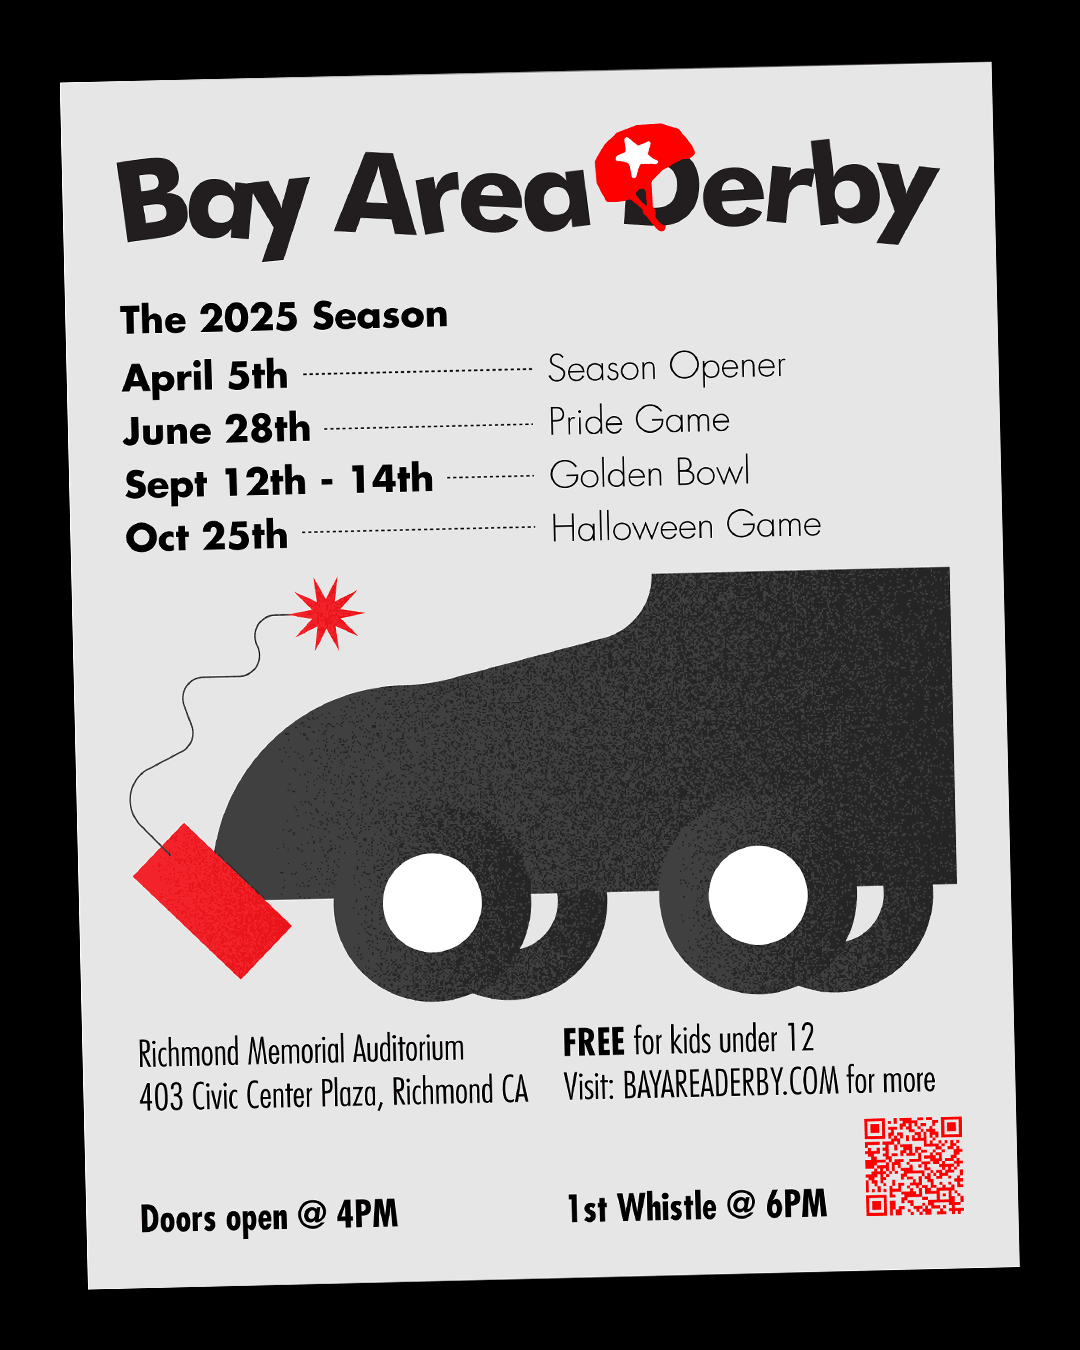 Bay Area Derby
The 2025 Season
April 5th Season Opener
June 28th Pride Game
Sept 12th - 14th Golden Bowl
Oct 25th Halloween Game
Richmond Memorial Auditorium
403 Civic Center Plaza, Richmond CA
FREE for kids under 12
Visit: BAYAREADERBY.COM for more
Doors open @ 4PM
1st Whistle @ 6PM